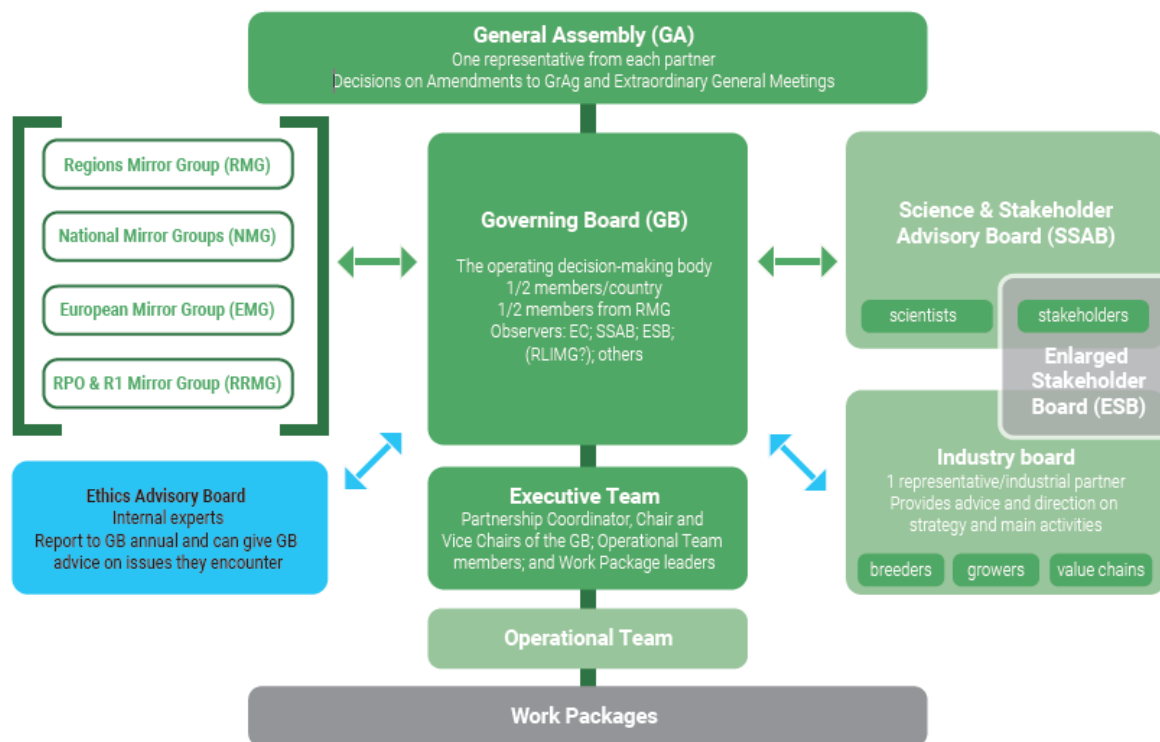 General Assembly (GA)
One representative from each partner
Decisions on Amendments to GrAg and Extraordinary General Meetings
Regions Mirror Group (RMG)
National Mirror Groups (NMG)
European Mirror Group (EMG)
RPO & R1 Mirror Group (RRMG)
Governing Board (GB)
The operating decision-making body
1/2 members/country
1/2 members from RMG
Observers: EC; SSAB; ESB;
(RLIMG?); others
Science & Stakeholder
Advisory Board (SSAB)
scientists
stakeholders
Enlarged
Stakeholder
Board (ESB)
Industry board
1 representative/industrial partner
Provides advice and direction on
strategy and main activities
breeders
growers
value chains
Ethics Advisory Board
Internal experts
Report to GB annual and can give GB
advice on issues they encounter
Executive Team
Partnership Coordinator, Chair and
Vice Chairs of the GB; Operational Team
members; and Work Package leaders
Operational Team
Work Packages